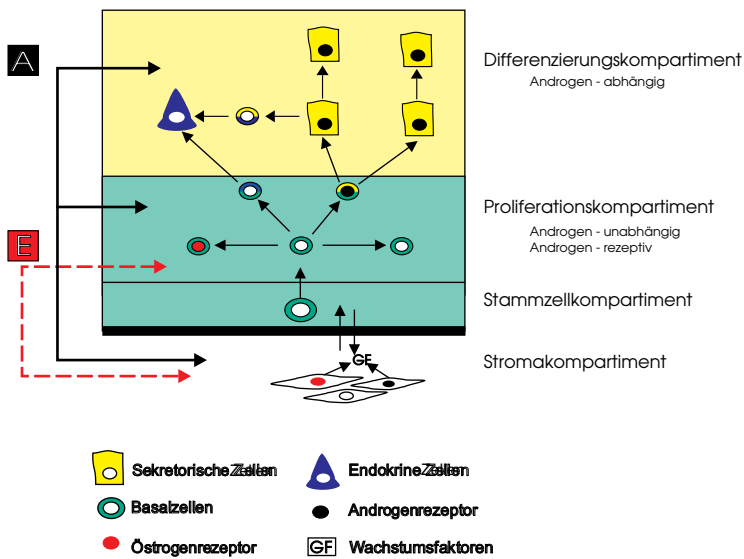 A
Differenzierungskompartiment
Androgen - abhängig
Proliferationskompartiment
Androgen - unabhängig
Androgen - rezeptiv
E
Stammzellkompartiment
GF
Stromakompartiment
Sekretorische Zellen
Endokrine Zellen
Basalzellen
Androgenrezeptor
Östrogenrezeptor
GF Wachstumsfaktoren